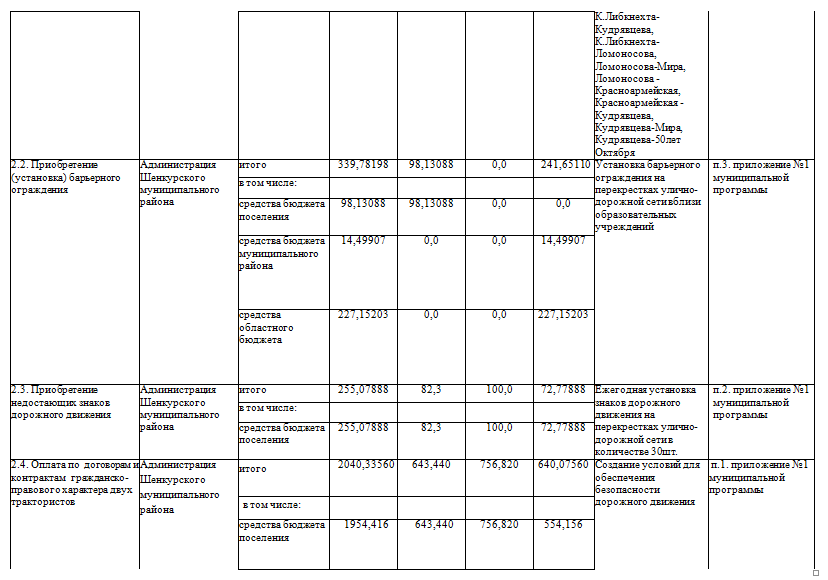 К.Либкнехта-
Кудрявцева,
К.Либкнехта-
Ломоносова,
Ломоносова-Мира,
Ломоносова -
Красноармейская,
Красноармейская -
Кудрявцева,
Кудрявцева-Мира,
Кудрявцева-50лет
Октября
2.2. Приобретение
(установка) барьерного
ограждения
Администрация
Шенкурского
муниципального
района
итого
339,78198
98,13088
0,0
241,65110
Установка барьерного
ограждения на
перекрестках улично-
дорожной сети вблизи
образовательных
учреждений
п.3. приложение №1
муниципальной
программы
в том числе:
средства бюджета
поселения
98,13088
98,13088
0,0
0,0
средства бюджета
муниципального
района
14,49907
0,0
0,0
14,49907
средства
областного
бюджета
227,15203
0,0
0,0
227,15203
2.3. Приобретение
недостающих знаков
дорожного движения
Администрация
Шенкурского
муниципального
района
итого
255,07888
82,3
100,0
72,77888
Ежегодная установка
знаков дорожного
движения на
перекрестках улично-
дорожной сети в
количестве 30шт.
п.2. приложение №1
муниципальной
программы
в том числе:
средства бюджета
поселения
255,07888
82,3
100,0
72,77888
2.4. Оплата по договорам и
контрактам гражданско-
правового характера двух
трактористов
Администрация
Шенкурского
муниципального
района
итого
2040,33560
643,440
756,820
640,07560
Создание условий для
обеспечения
безопасности
дорожного движения
п.1. приложение №1
муниципальной
программы
в том числе:
средства бюджета
поселения
1954,416
643,440
756,820
554,156